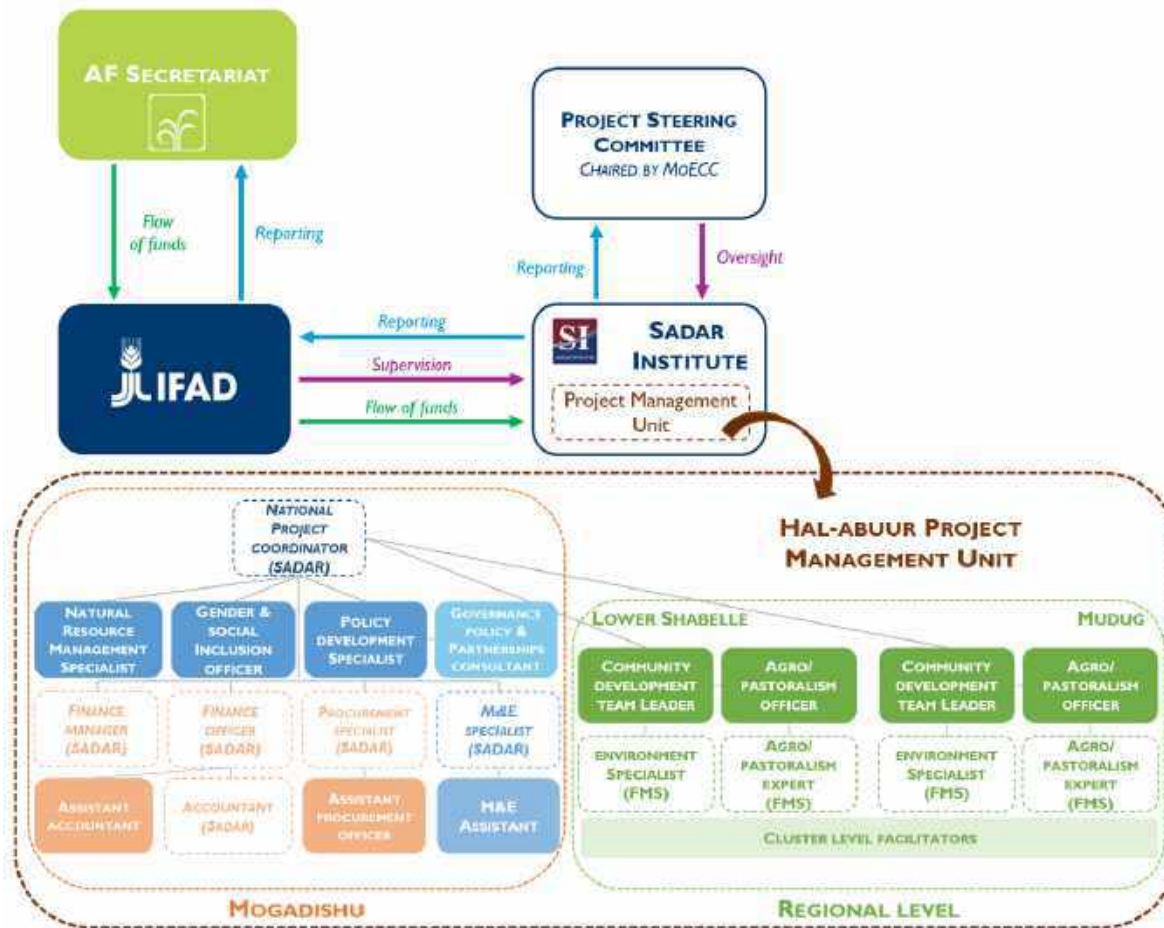 AF SECRETARIAT
PROJECT STEERING
COMMITTEE
CHAIRED BY MOECC
Flow
of funds
Reporting
Reporting
Oversight
IFAD
Reporting
Supervision
Flow of funds
SI
SADAR
INSTITUTE
Project Management
Unit
HAL-ABUUR PROJECT
MANAGEMENT UNIT
NATIONAL
PROJECT
COORDINATOR
(SADAR)
NATURAL
RESOURCE
MANAGEMENT
SPECIALIST
GENDER &
SOCIAL
INCLUSION
OFFICER
POLICY
DEVELOPMENT
SPECIALIST
GOVERNANCE
POLICY &
PARTNERSHIPS
CONSULTANT
FINANCE
MANAGER
(SADAR)
FINANCE
OFFICER
(SADAR)
PROCUREMENT
SPECIALIST
(SADAR)
M&E
SPECIALIST
(SADAR)
ASSISTANT
ACCOUNTANT
ACCOUNTANT
(SADAR)
ASSISTANT
PROCUREMENT
OFFICER
M&E
ASSISTANT
MOGADISHU
LOWER SHABELLE
MUDUG
COMMUNITY
DEVELOPMENT
TEAM LEADER
AGRO/
PASTORALISM
OFFICER
COMMUNITY
DEVELOPMENT
TEAM LEADER
AGRO/
PASTORALISM
OFFICER
ENVIRONMENT
SPECIALIST
(FMS)
AGRO/
PASTORALISM
EXPERT
(FMS)
ENVIRONMENT
SPECIALIST
(FMS)
AGRO/
PASTORALISM
EXPERT
(FMS)
CLUSTER LEVEL FACILITATORS
REGIONAL LEVEL